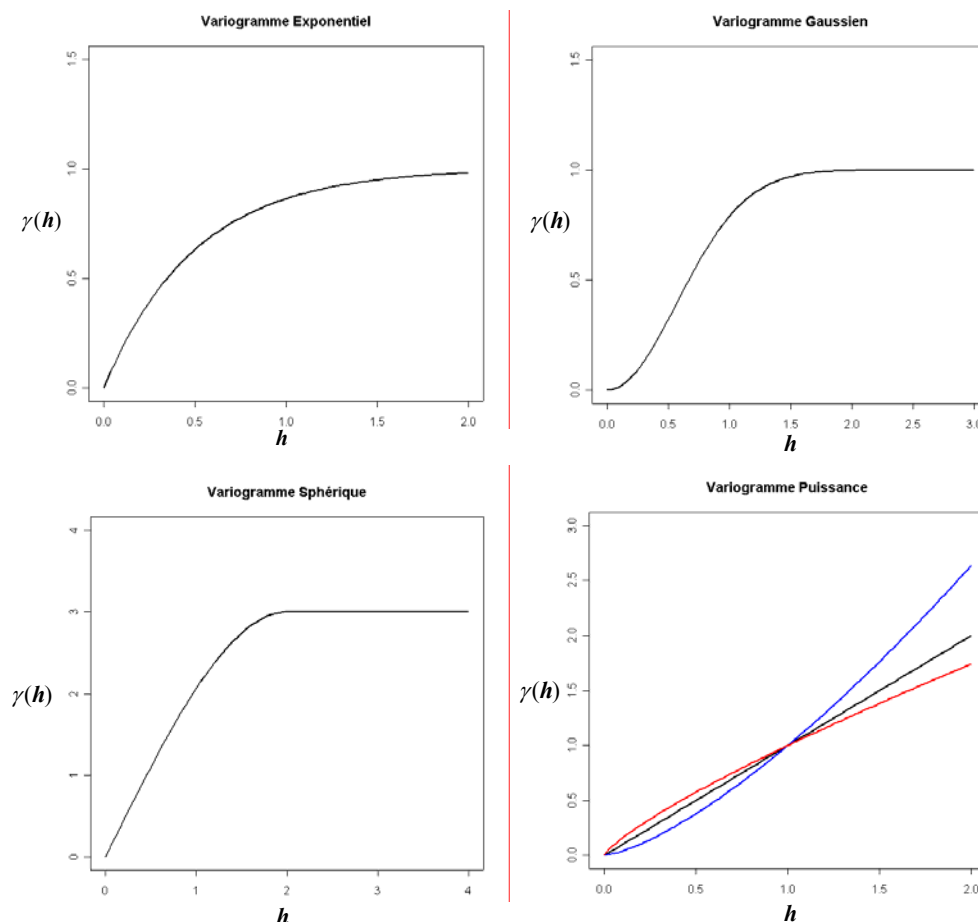 Variogramme Exponentiel
1.5
1.0
0.5
0.0
γ(h)
0.0 0.5 1.0 1.5 2.0
h
Variogramme Gaussien
1.5
1.0
0.5
0.0
γ(h)
0.0 0.5 1.0 1.5 2.0 2.5 3.0
h
Variogramme Sphérique
4
3
2
1
0
γ(h)
0 1 2 3 4
h
Variogramme Puissance
3.0
2.5
2.0
1.5
1.0
0.5
0.0
γ(h)
0.0 0.5 1.0 1.5 2.0
h